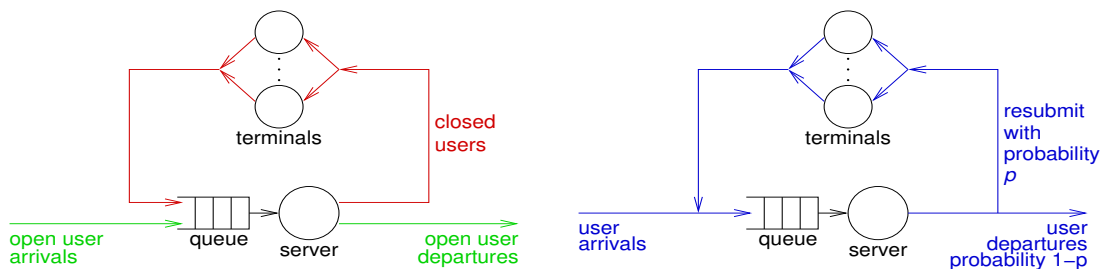 terminals
closed
users
open user
arrivals
queue
server
open user
departures
terminals
resubmit
with
probability
p
user
arrivals
queue
server
user
departures
probability 1–p